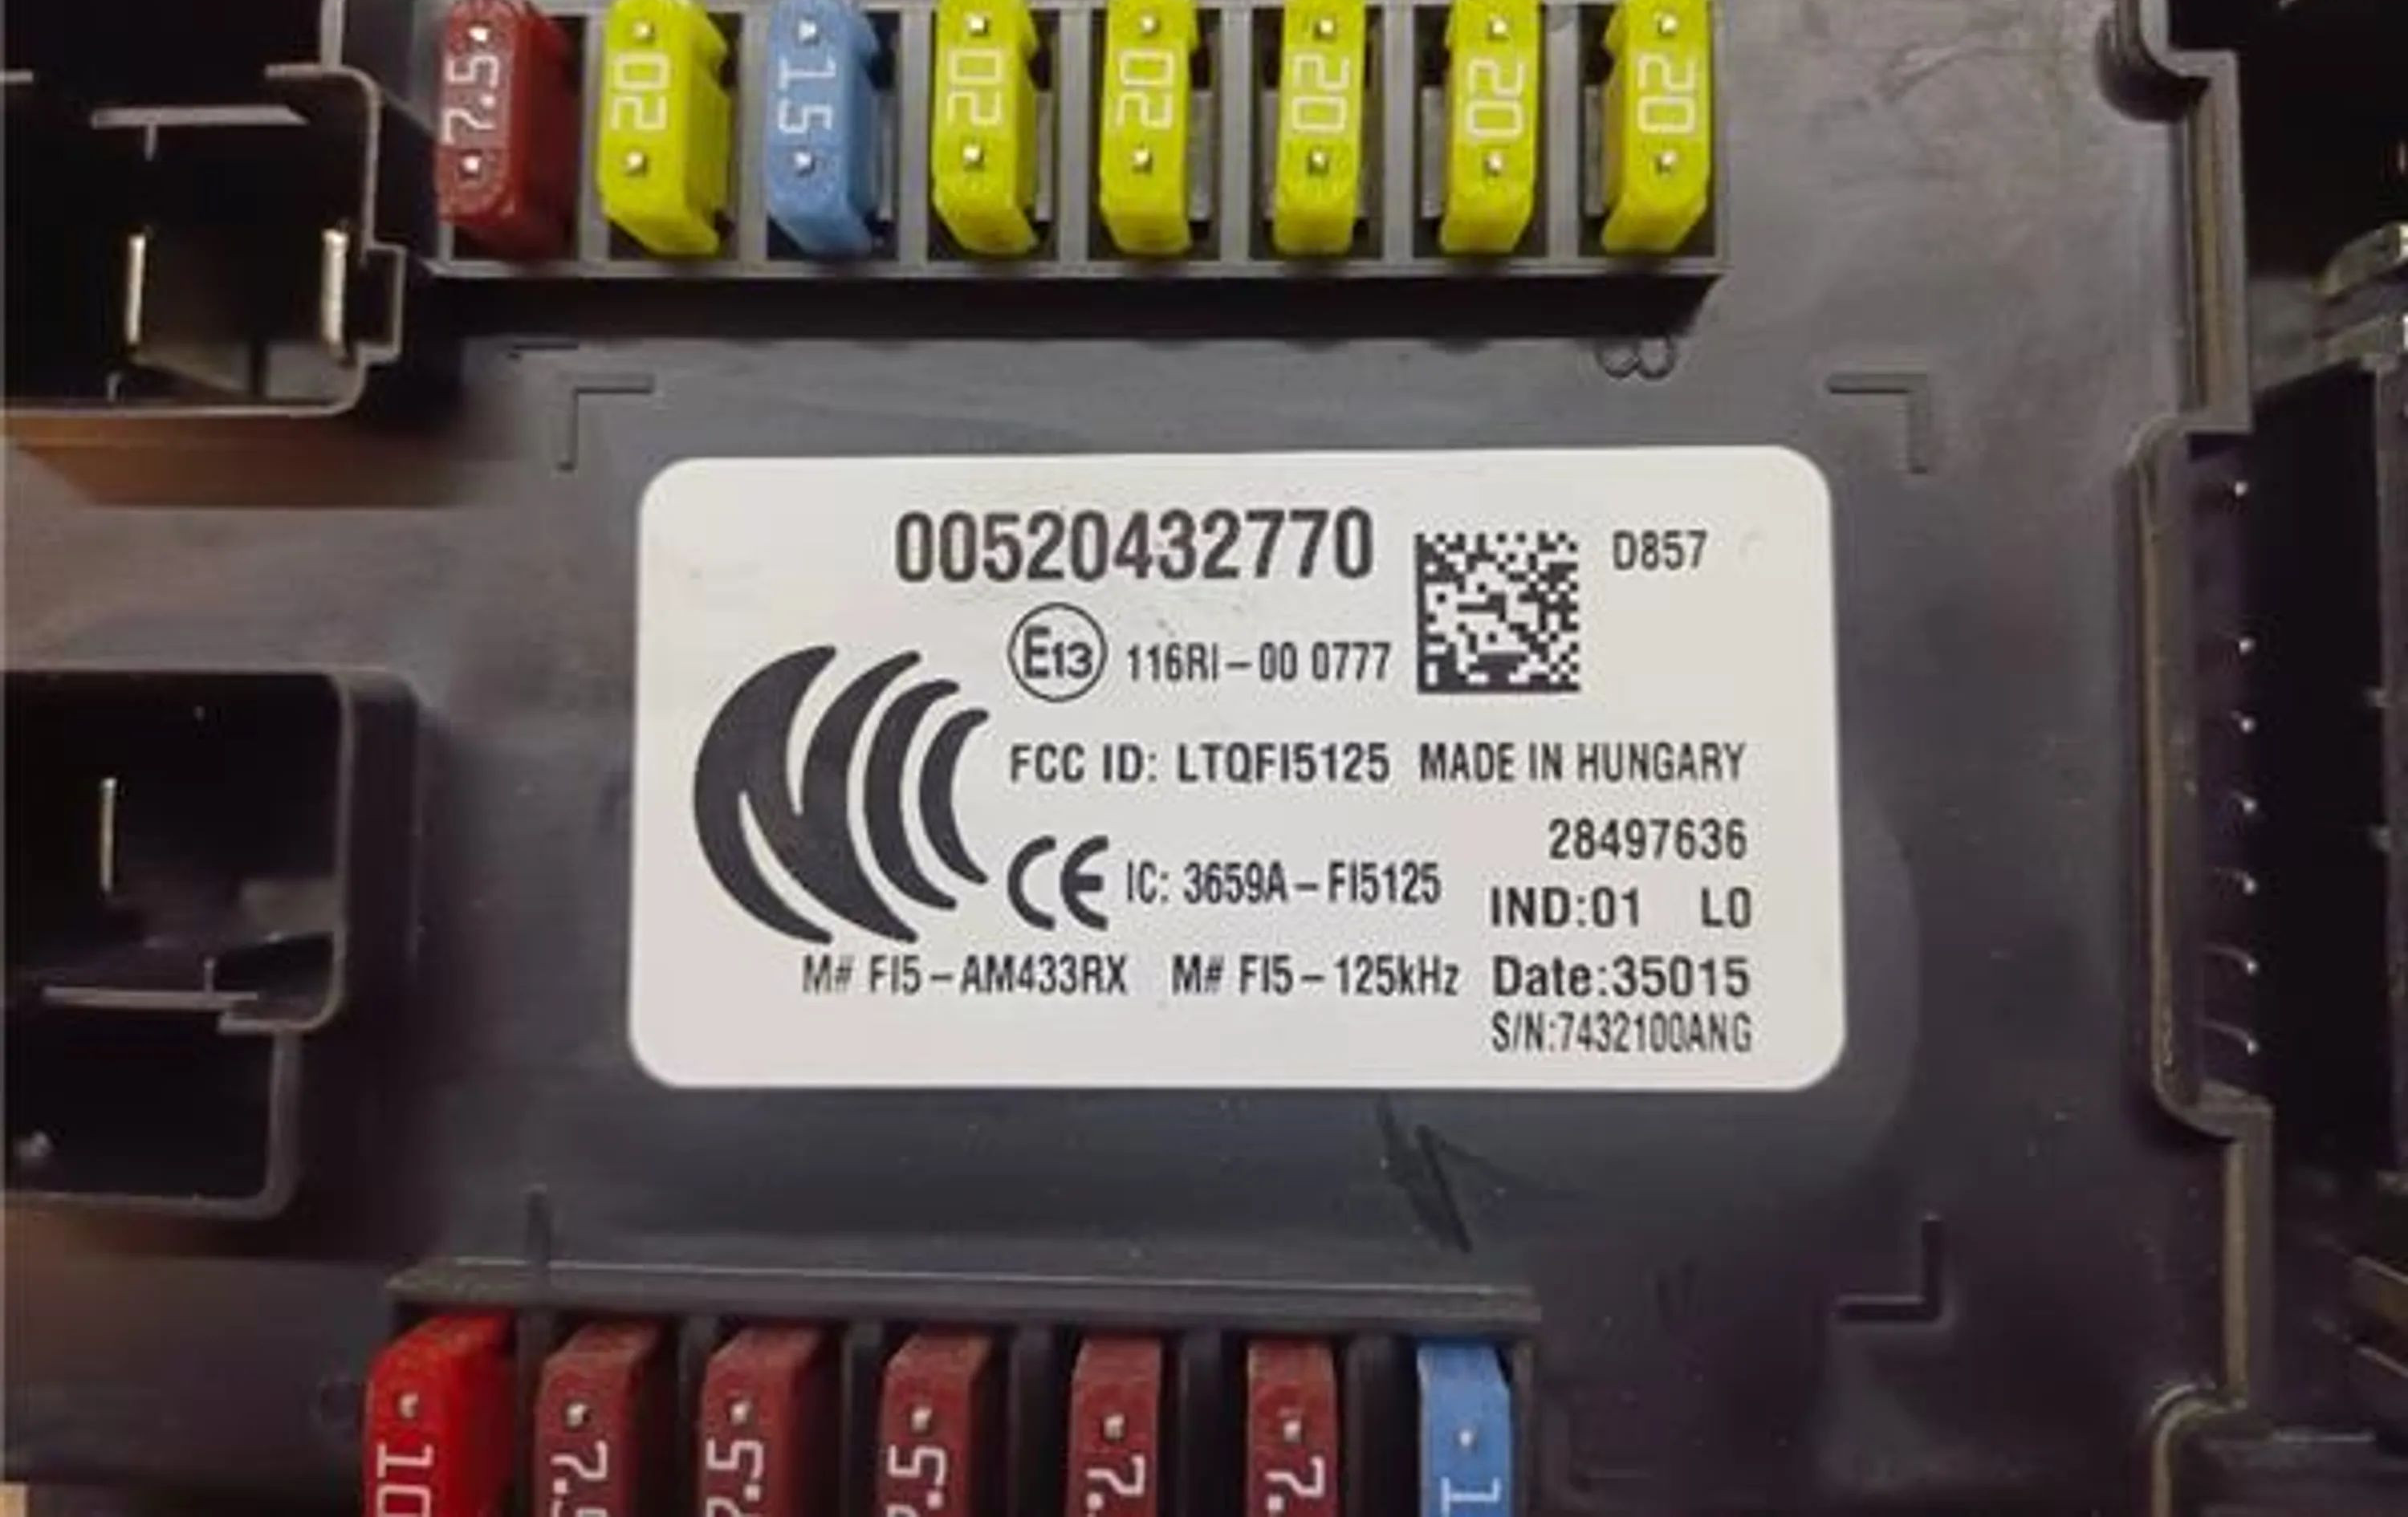 7.5 20 15 20 20 20 20 20
00520432770
D857
E13 116RI-00 0777
FCC ID: LTQFI5125 MADE IN HUNGARY
28497636
CE IC: 3659A-FI5125
IND:01 L0
M# FI5-AM433RX M# FI5-125kHz Date:35015
S/N:7432100ANG
10 7.5 7.5 7.5